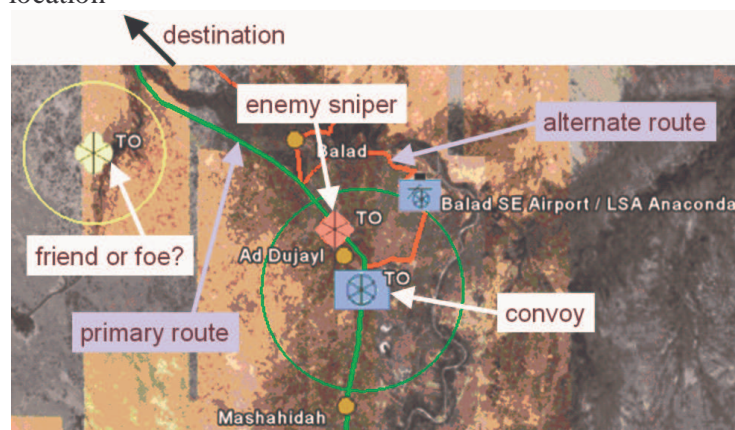 location
destination
enemy sniper
TO
alternate route
Balad
Balad SE Airport / LSA Anaconda
TO
friend or foe?
Ad Dujayl
TO
convoy
primary route
Mashahidah